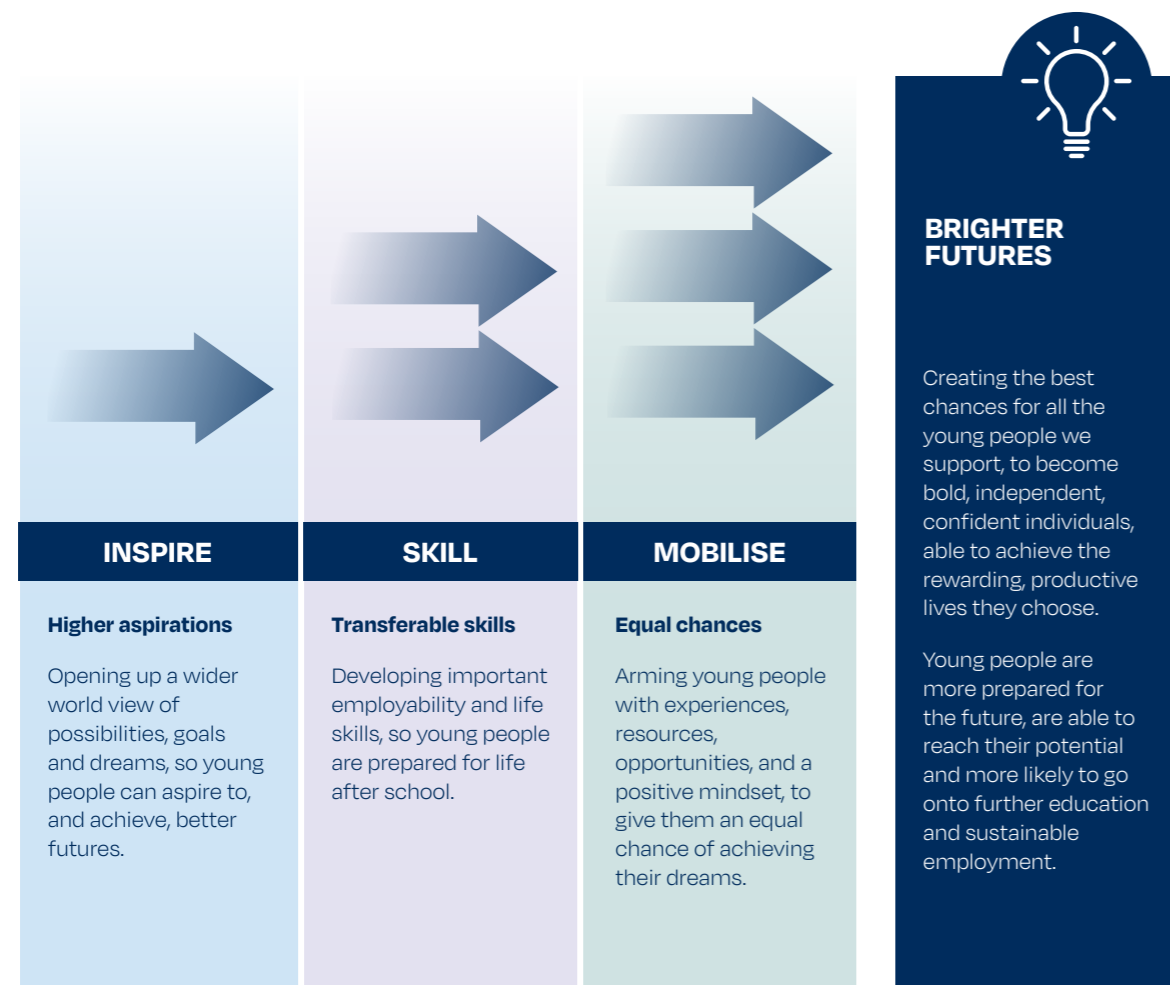 INSPIRE
Higher aspirations
Opening up a wider
world view of
possibilities, goals
and dreams, so young
people can aspire to,
and achieve, better
futures.
SKILL
Transferable skills
Developing important
employability and life
skills, so young people
are prepared for life
after school.
MOBILISE
Equal chances
Arming young people
with experiences,
resources,
opportunities, and a
positive mindset, to
give them an equal
chance of achieving
their dreams.
BRIGHTER
FUTURES
Creating the best
chances for all the
young people we
support, to become
bold, independent,
confident individuals,
able to achieve the
rewarding, productive
lives they choose.
Young people are
more prepared for
the future, are able to
reach their potential
and more likely to go
onto further education
and sustainable
employment.